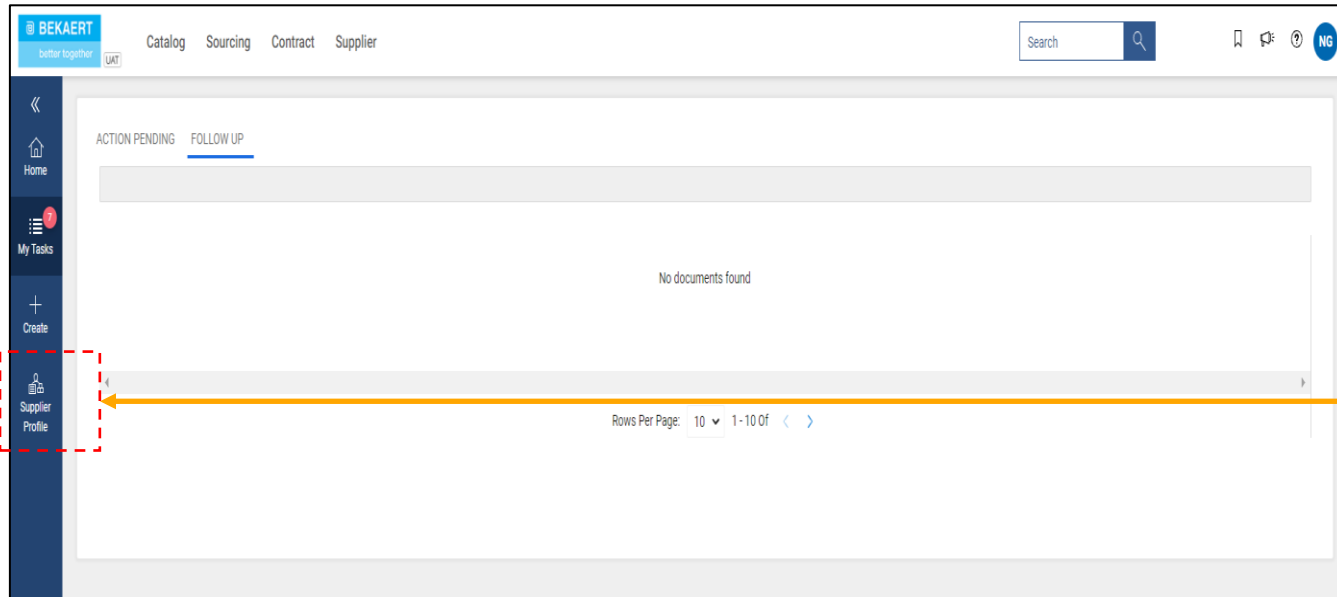 BEKAERT
better together
UAT
Catalog Sourcing Contract Supplier
Search
NG
Home
7
My Tasks
Create
Supplier
Profile
ACTION PENDING FOLLOW UP
No documents found
Rows Per Page: 10 1 - 10 Of